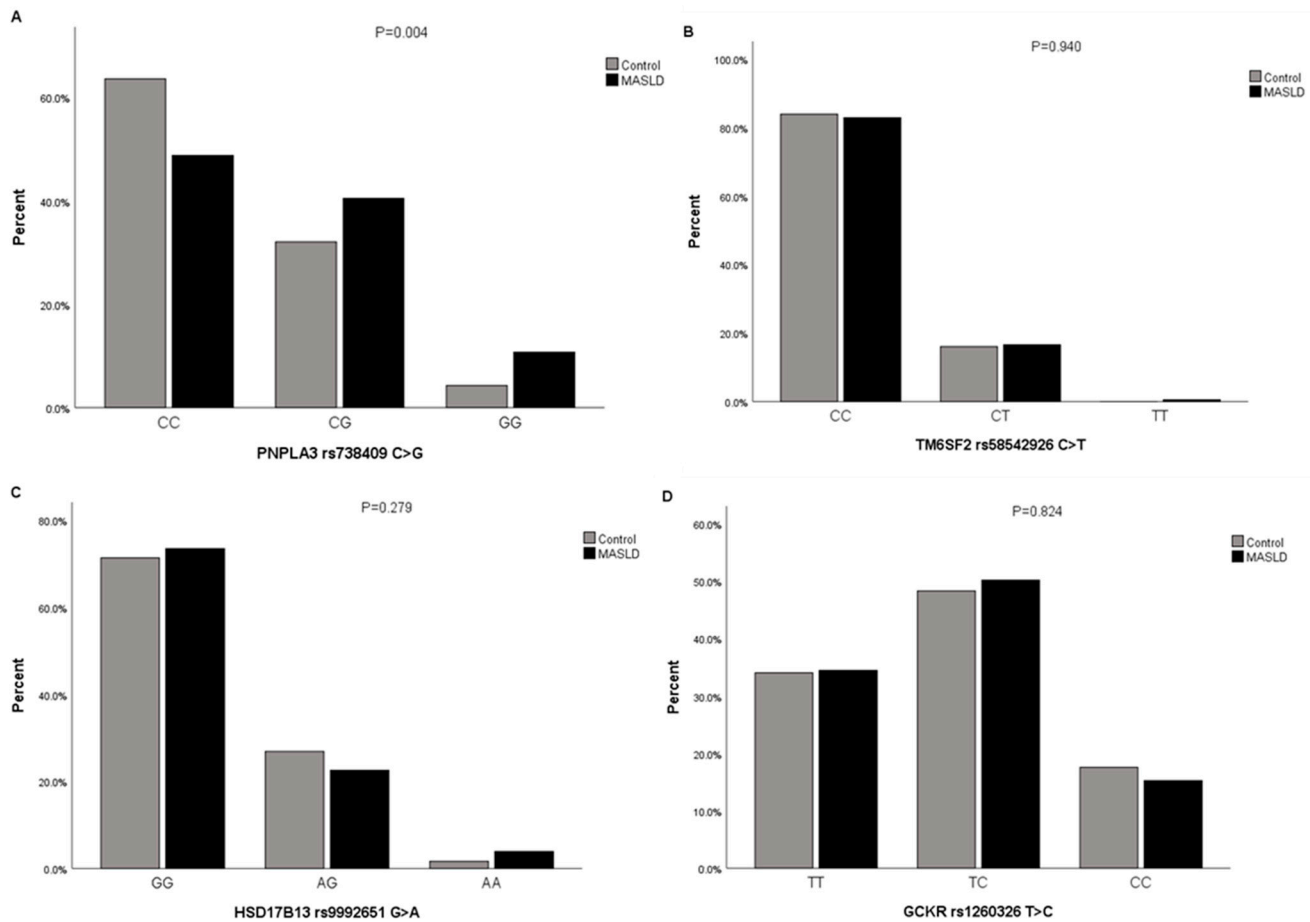 A
P=0.004
Control
MASLD
Percent
60.0%
40.0%
20.0%
0.0%
CC CG GG
PNPLA3 rs738409 C>G
B
P=0.940
Control
MASLD
Percent
100.0%
80.0%
60.0%
40.0%
20.0%
0.0%
CC CT TT
TM6SF2 rs58542926 C>T
C
P=0.279
Control
MASLD
Percent
80.0%
60.0%
40.0%
20.0%
0.0%
GG AG AA
HSD17B13 rs9992651 G>A
D
P=0.824
Control
MASLD
Percent
60.0%
50.0%
40.0%
30.0%
20.0%
10.0%
0.0%
TT TC CC
GCKR rs1260326 T>C